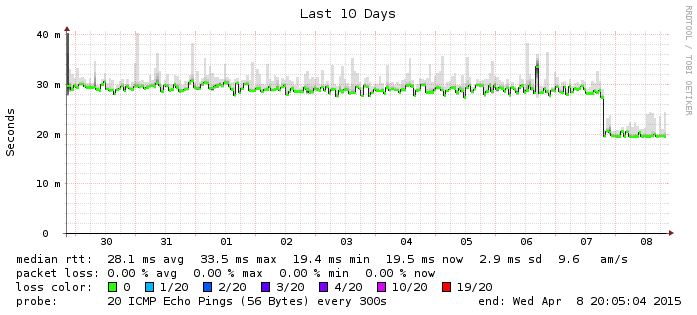 Last 10 Days
RRDTOOL / TOBI OETIKER
Seconds
40 m
30 m
20 m
10 m
0
30 31 01 02 03 04 05 06 07 08
median rtt: 28.1 ms avg 33.5 ms max 19.4 ms min 19.5 ms now 2.9 ms sd 9.6 am/s
packet loss: 0.00 % avg 0.00 % max 0.00 % min 0.00 % now
loss color: 0 1/20 2/20 3/20 4/20 10/20 19/20
probe: 20 ICMP Echo Pings (56 Bytes) every 300s end: Wed Apr 8 20:05:04 2015